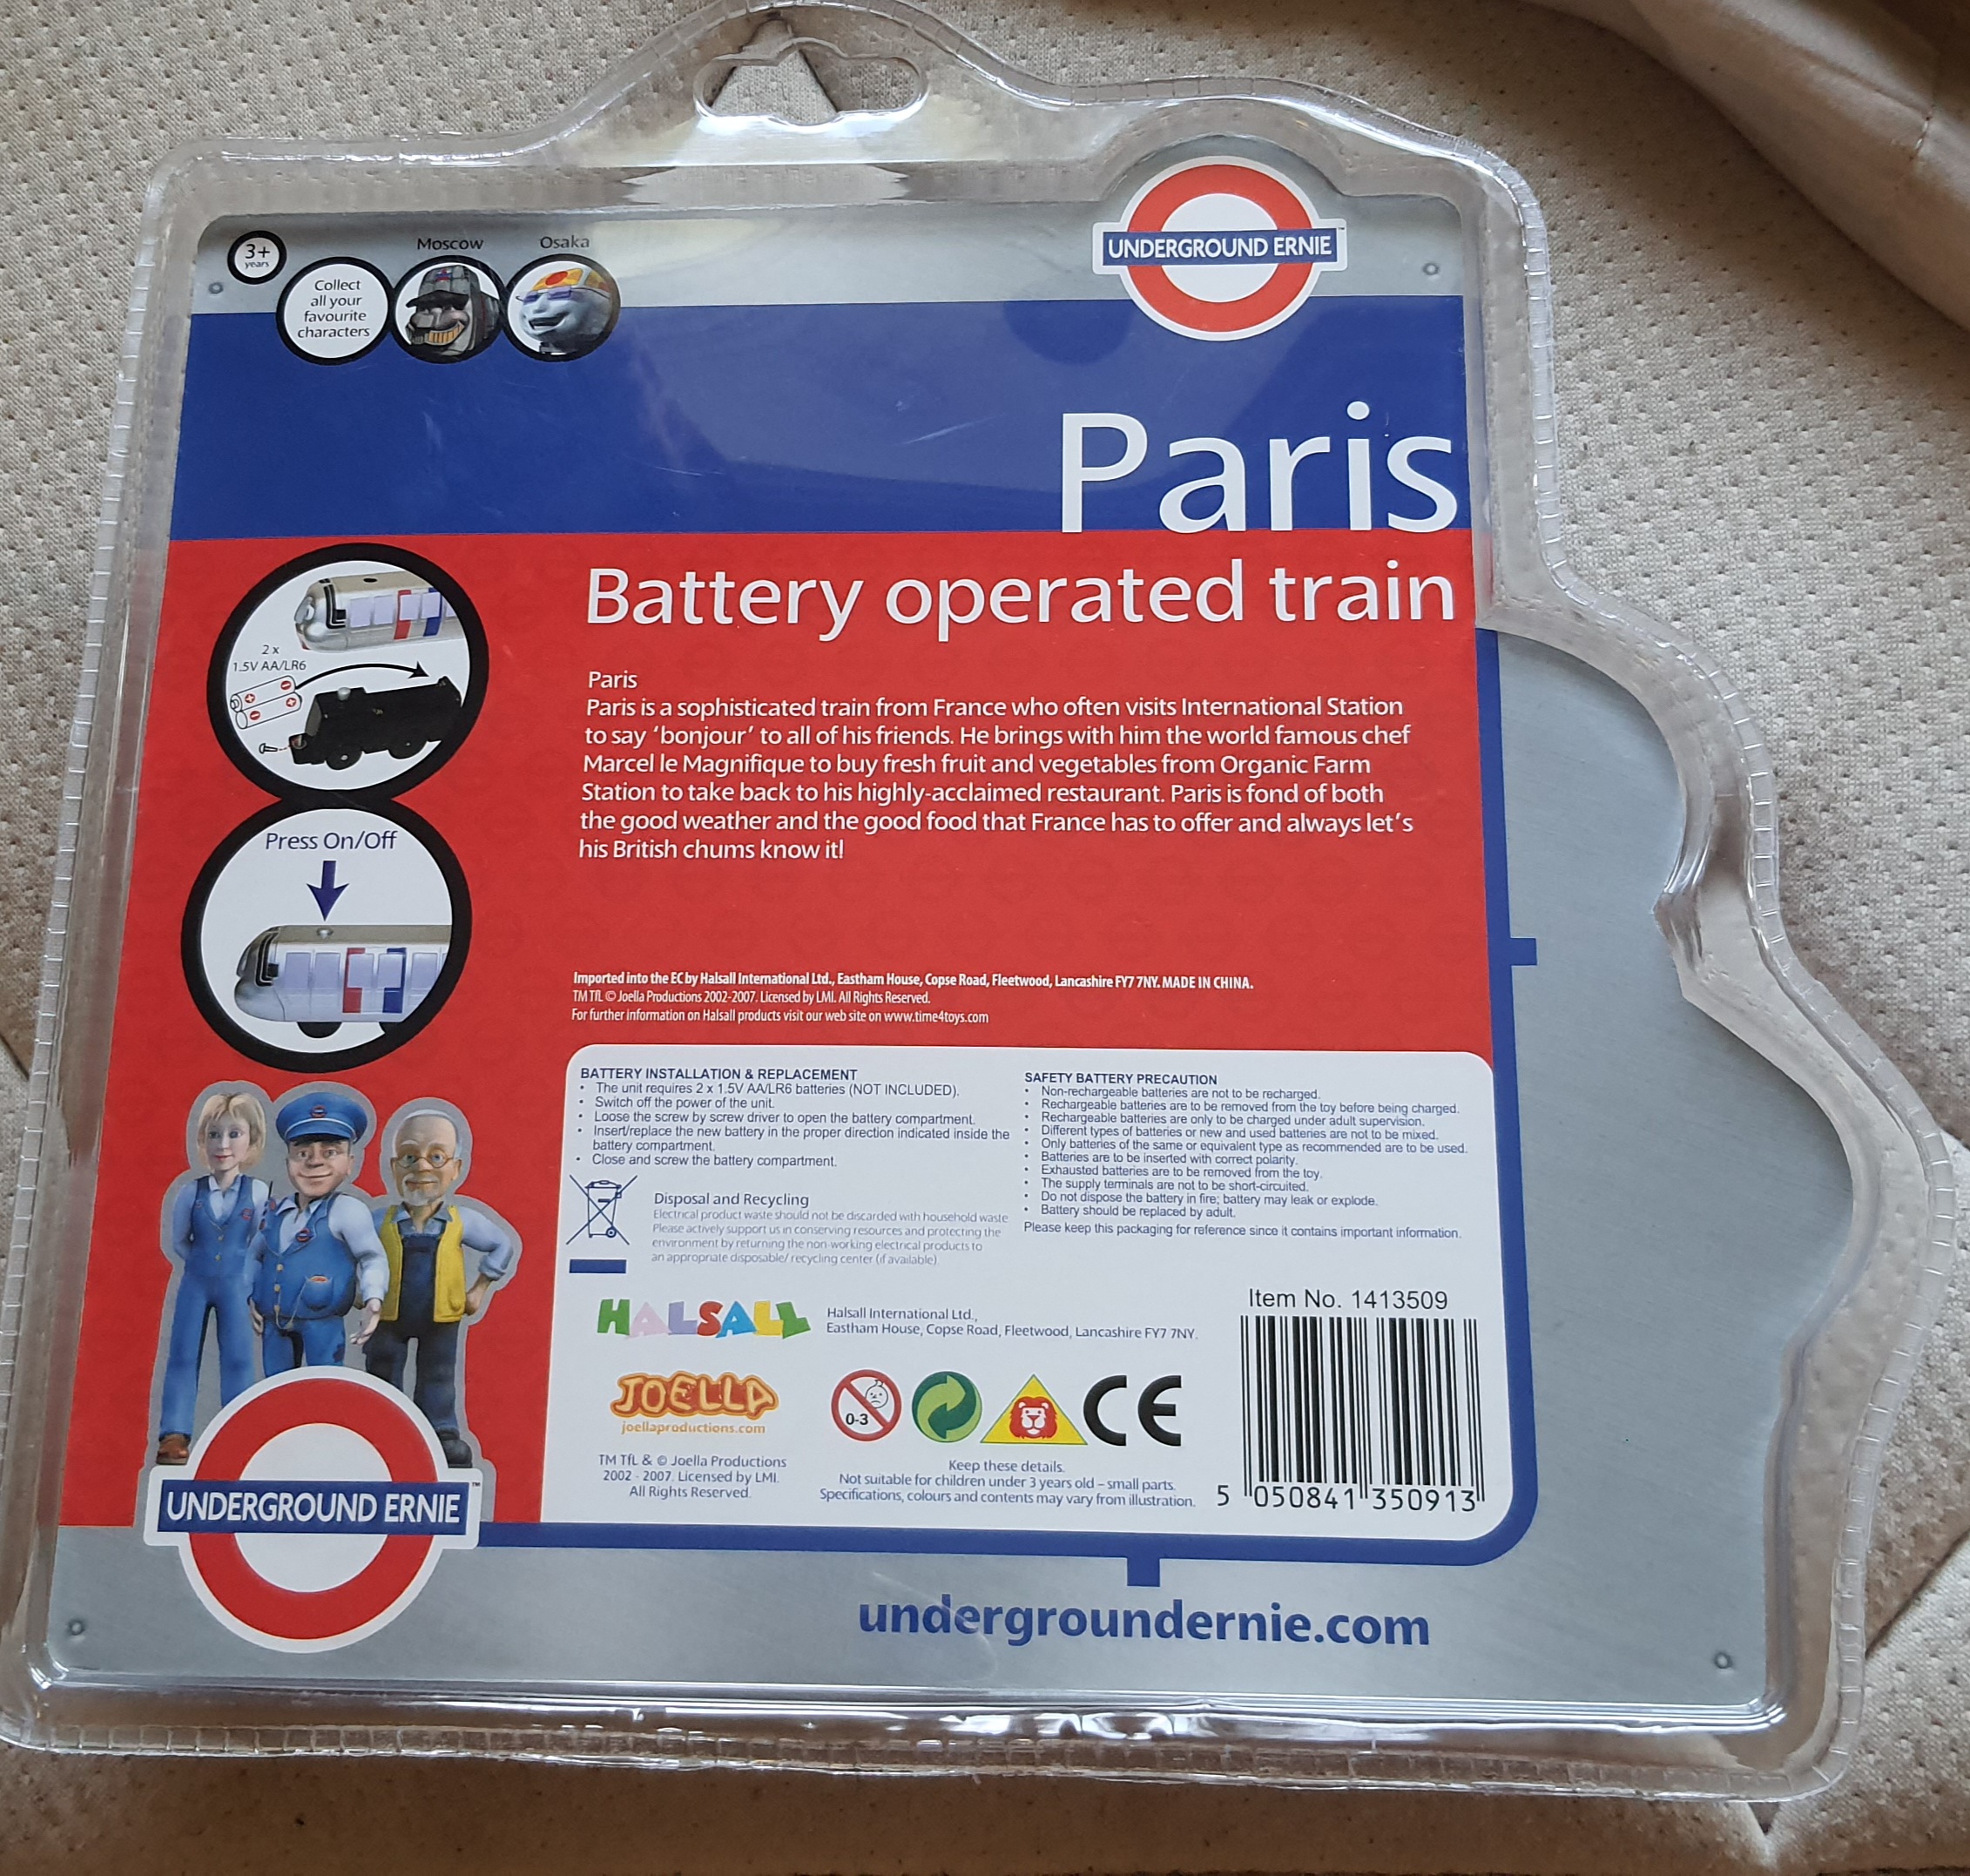 3+
years
Collect
all your
favourite
characters
Moscow
Osaka
UNDERGROUND ERNIE™
Paris
Battery operated train
2 x
1.5V AA/LR6
Press On/Off
Paris
Paris is a sophisticated train from France who often visits International Station
to say 'bonjour' to all of his friends. He brings with him the world famous chef
Marcel le Magnifique to buy fresh fruit and vegetables from Organic Farm
Station to take back to his highly-acclaimed restaurant. Paris is fond of both
the good weather and the good food that France has to offer and always let's
his British chums know it!
Imported into the EC by Halsall International Ltd., Eastham House, Copse Road, Fleetwood, Lancashire FY7 7NY. MADE IN CHINA.
TM TfL © Joella Productions 2002-2007. Licensed by LMI. All Rights Reserved.
For further information on Halsall products visit our web site on www.time4toys.com
BATTERY INSTALLATION & REPLACEMENT
• The unit requires 2 x 1.5V AA/LR6 batteries (NOT INCLUDED).
• Switch off the power of the unit.
• Loose the screw by screw driver to open the battery compartment.
• Insert/replace the new battery in the proper direction indicated inside the
battery compartment.
• Close and screw the battery compartment.
Disposal and Recycling
Electrical product waste should not be discarded with household waste
Please actively support us in conserving resources and protecting the
environment by returning the non-working electrical products to
an appropriate disposable/ recycling center (if available)
SAFETY BATTERY PRECAUTION
• Non-rechargeable batteries are not to be recharged.
• Rechargeable batteries are to be removed from the toy before being charged.
• Rechargeable batteries are only to be charged under adult supervision.
• Different types of batteries or new and used batteries are not to be mixed.
• Only batteries of the same or equivalent type as recommended are to be used.
• Batteries are to be inserted with correct polarity.
• Exhausted batteries are to be removed from the toy.
• The supply terminals are not to be short-circuited.
• Do not dispose the battery in fire; battery may leak or explode.
• Battery should be replaced by adult.
Please keep this packaging for reference since it contains important information.
HALSALL
Halsall International Ltd.,
Eastham House, Copse Road, Fleetwood, Lancashire FY7 7NY.
JOELLA
joellaproductions.com
TM TfL & © Joella Productions
2002 - 2007. Licensed by LMI.
All Rights Reserved.
0-3
CE
Keep these details.
Not suitable for children under 3 years old – small parts.
Specifications, colours and contents may vary from illustration.
Item No. 1413509
5 050841 350913
UNDERGROUND ERNIE™
undergroundernie.com